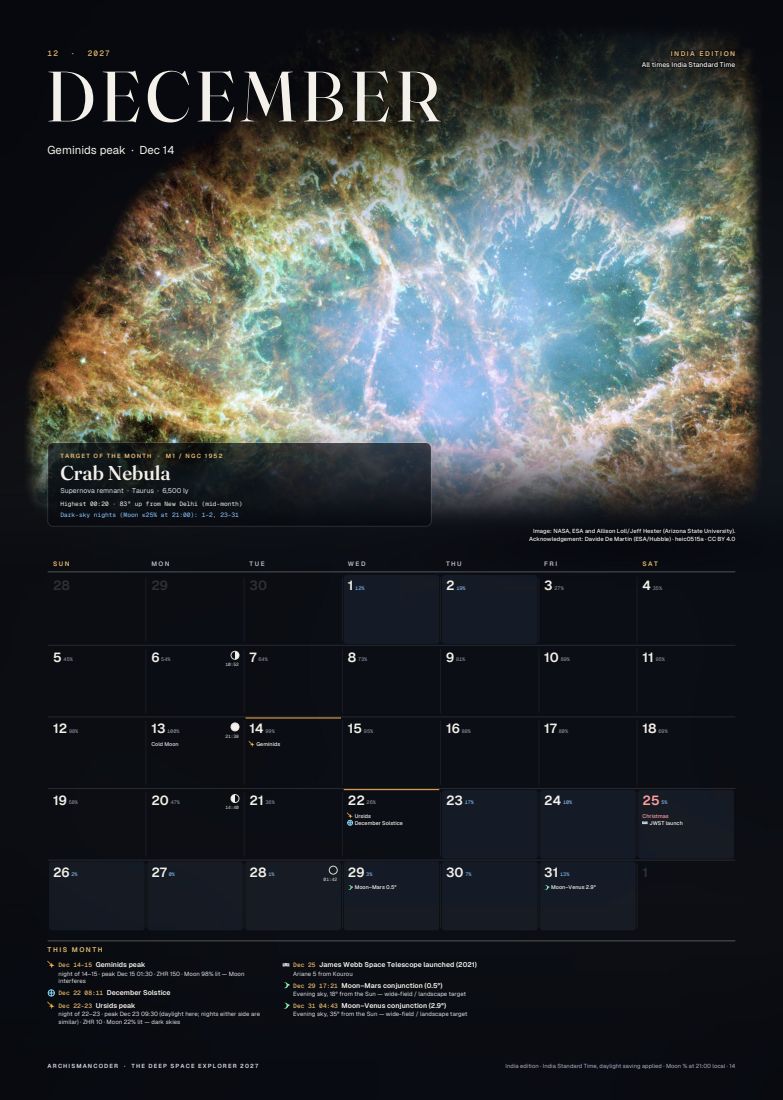 12 · 2027
INDIA EDITION
All times India Standard Time
DECEMBER
Geminids peak · Dec 14
TARGET OF THE MONTH · M1 / NGC 1952
Crab Nebula
Supernova remnant · Taurus · 6,500 ly
Highest 00:20 · 83° up from New Delhi (mid-month)
Dark-sky nights (Moon ≤25% at 21:00): 1–2, 23–31
Image: NASA, ESA and Allison Loll/Jeff Hester (Arizona State University).
Acknowledgement: Davide De Martin (ESA/Hubble) · heic0515a · CC BY 4.0
SUN MON TUE WED THU FRI SAT
28 29 30 1 12% 2 19% 3 27% 4 35%
5 45% 6 54% 7 64% 8 73% 9 81% 10 89% 11 95%
10:52
12 98% 13 100% 14 99% 15 95% 16 88% 17 80% 18 69%
21:38
Cold Moon
Geminids
19 58% 20 47% 21 36% 22 26% 23 17% 24 10% 25 5%
14:40
Ursids
December Solstice
Christmas
JWST launch
26 2% 27 0% 28 1% 29 3% 30 7% 31 13% 1
01:42
Moon–Mars 0.5°
Moon–Venus 2.9°
THIS MONTH
Dec 14-15 Geminids peak
night of 14–15 · peak Dec 15 01:30 · ZHR 150 · Moon 98% lit — Moon
interferes
Dec 22 08:11 December Solstice
Dec 22-23 Ursids peak
night of 22–23 · peak Dec 23 09:30 (daylight here; nights either side are
similar) · ZHR 10 · Moon 22% lit — dark skies
Dec 25 James Webb Space Telescope launched (2021)
Ariane 5 from Kourou
Dec 29 17:21 Moon–Mars conjunction (0.5°)
Evening sky, 18° from the Sun — wide-field / landscape target
Dec 31 04:43 Moon–Venus conjunction (2.9°)
Evening sky, 35° from the Sun — wide-field / landscape target
ARCHISMANCODER · THE DEEP SPACE EXPLORER 2027
India edition · India Standard Time, daylight saving applied · Moon % at 21:00 local · 14